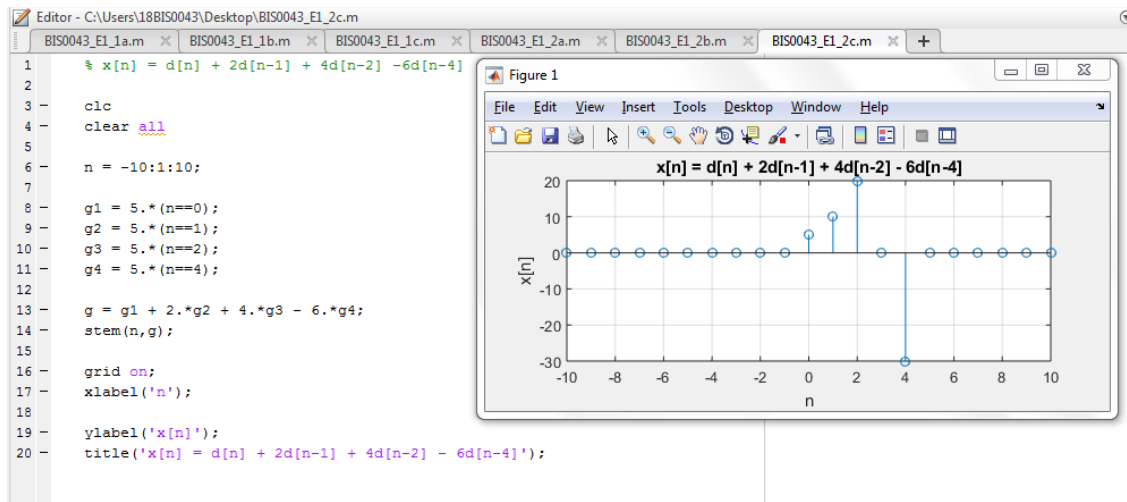 Editor - C:\Users\18BIS0043\Desktop\BIS0043_E1_2c.m
BIS0043_E1_1a.m BIS0043_E1_1b.m BIS0043_E1_1c.m BIS0043_E1_2a.m BIS0043_E1_2b.m BIS0043_E1_2c.m +
1 % x[n] = d[n] + 2d[n-1] + 4d[n-2] -6d[n-4]
2
3 - clc
4 - clear all
5
6 - n = -10:1:10;
7
8 - g1 = 5.*(n==0);
9 - g2 = 5.*(n==1);
10 - g3 = 5.*(n==2);
11 - g4 = 5.*(n==4);
12
13 - g = g1 + 2.*g2 + 4.*g3 - 6.*g4;
14 - stem(n,g);
15
16 - grid on;
17 - xlabel('n');
18
19 - ylabel('x[n]');
20 - title('x[n] = d[n] + 2d[n-1] + 4d[n-2] - 6d[n-4]');
Figure 1
File Edit View Insert Tools Desktop Window Help
x[n] = d[n] + 2d[n-1] + 4d[n-2] - 6d[n-4]
20
10
0
-10
-20
-30
x[n]
-10 -8 -6 -4 -2 0 2 4 6 8 10
n